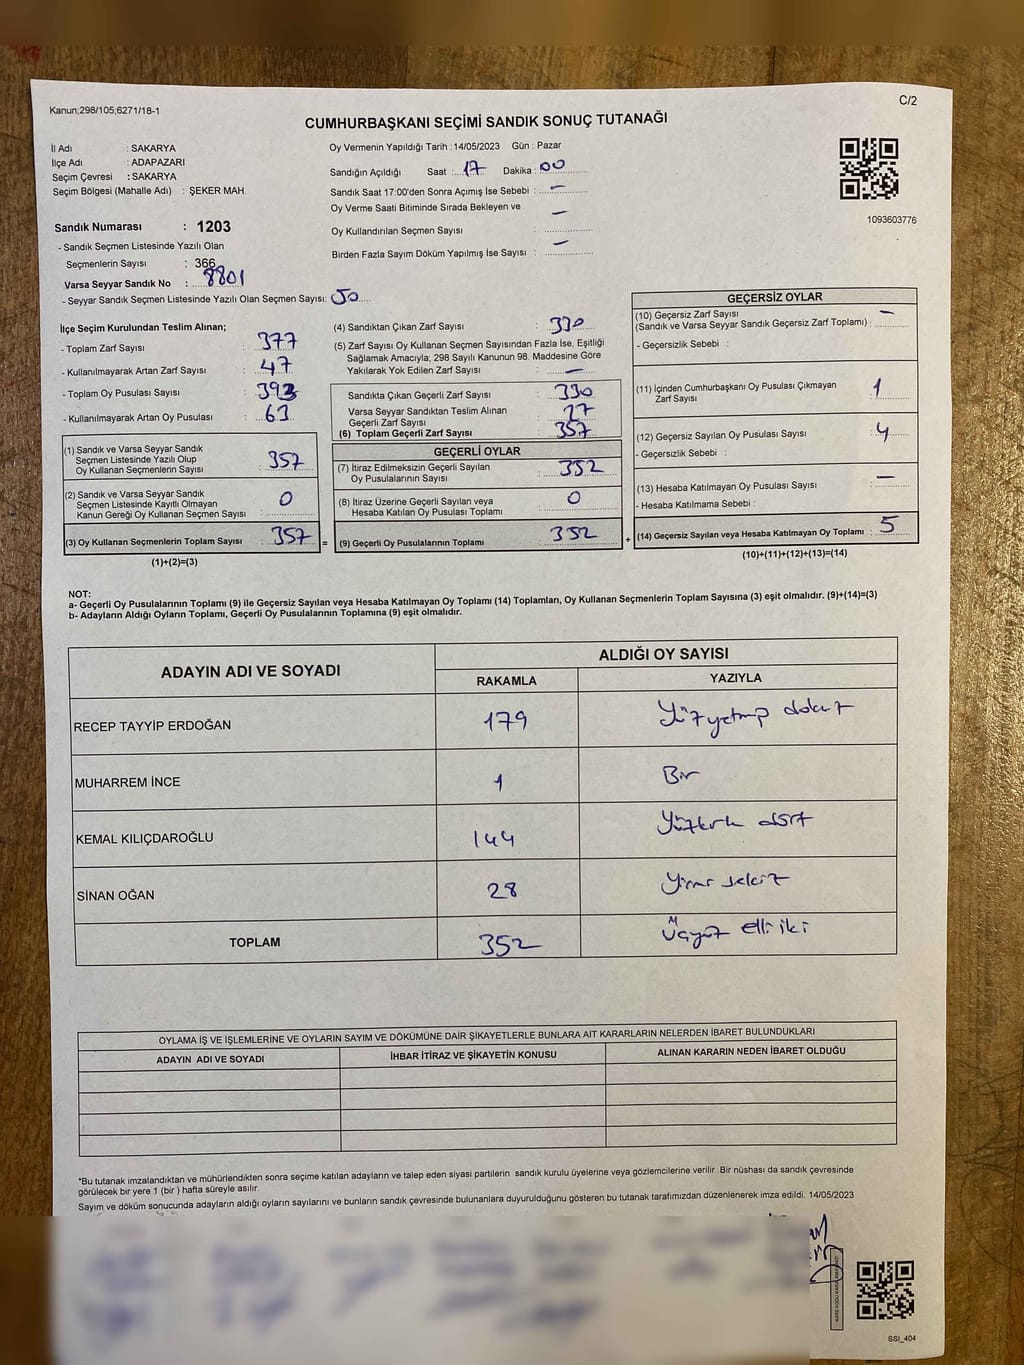 Kanun;298/105;6271/18-1
C/2
CUMHURBAŞKANI SEÇİMİ SANDIK SONUÇ TUTANAĞI
İl Adı : SAKARYA
İlçe Adı : ADAPAZARI
Seçim Çevresi : SAKARYA
Seçim Bölgesi (Mahalle Adı) : ŞEKER MAH.
Oy Vermenin Yapıldığı Tarih :14/05/2023 Gün : Pazar
Sandığın Açıldığı Saat :17 Dakika :00
Sandık Saat 17:00'den Sonra Açımış İse Sebebi : —
Oy Verme Saati Bitiminde Sırada Bekleyen ve
Oy Kullandırılan Seçmen Sayısı : —
Birden Fazla Sayım Döküm Yapılmış İse Sayısı : —
1093603776
Sandık Numarası : 1203
- Sandık Seçmen Listesinde Yazılı Olan
Seçmenlerin Sayısı : 366
Varsa Seyyar Sandık No : 8801
- Seyyar Sandık Seçmen Listesinde Yazılı Olan Seçmen Sayısı:
İlçe Seçim Kurulundan Teslim Alınan;
- Toplam Zarf Sayısı : 377
- Kullanılmayarak Artan Zarf Sayısı : 47
- Toplam Oy Pusulası Sayısı : 393
- Kullanılmayarak Artan Oy Pusulası : 63
(1) Sandık ve Varsa Seyyar Sandık
Seçmen Listesinde Yazılı Olup
Oy Kullanan Seçmenlerin Sayısı : 357
(2) Sandık ve Varsa Seyyar Sandık
Seçmen Listesinde Kayıtlı Olmayan
Kanun Gereği Oy Kullanan Seçmen Sayısı : 0
(3) Oy Kullanan Seçmenlerin Toplam Sayısı : 357
(1)+(2)=(3)
(4) Sandıktan Çıkan Zarf Sayısı : 330
(5) Zarf Sayısı Oy Kullanan Seçmen Sayısından Fazla İse, Eşitliği
Sağlamak Amacıyla; 298 Sayılı Kanunun 98. Maddesine Göre
Yakılarak Yok Edilen Zarf Sayısı : —
Sandıkta Çıkan Geçerli Zarf Sayısı : 330
Varsa Seyyar Sandıktan Teslim Alınan
Geçerli Zarf Sayısı : 27
(6) Toplam Geçerli Zarf Sayısı : 357
GEÇERLİ OYLAR
(7) İtiraz Edilmeksizin Geçerli Sayılan
Oy Pusulalarının Sayısı : 352
(8) İtiraz Üzerine Geçerli Sayılan veya
Hesaba Katılan Oy Pusulası Toplamı : 0
= (9) Geçerli Oy Pusulalarının Toplamı : 352
GEÇERSİZ OYLAR
(10) Geçersiz Zarf Sayısı
(Sandık ve Varsa Seyyar Sandık Geçersiz Zarf Toplamı) : —
- Geçersizlik Sebebi :
(11) İçinden Cumhurbaşkanı Oy Pusulası Çıkmayan
Zarf Sayısı : 1
(12) Geçersiz Sayılan Oy Pusulası Sayısı : 4
- Geçersizlik Sebebi :
(13) Hesaba Katılmayan Oy Pusulası Sayısı : —
- Hesaba Katılmama Sebebi :
+ (14) Geçersiz Sayılan veya Hesaba Katılmayan Oy Toplamı : 5
(10)+(11)+(12)+(13)=(14)
NOT:
a- Geçerli Oy Pusulalarının Toplamı (9) ile Geçersiz Sayılan veya Hesaba Katılmayan Oy Toplamı (14) Toplamları, Oy Kullanan Seçmenlerin Toplam Sayısına (3) eşit olmalıdır. (9)+(14)=(3)
b- Adayların Aldığı Oyların Toplamı, Geçerli Oy Pusulalarının Toplamına (9) eşit olmalıdır.
ADAYIN ADI VE SOYADI ALDIĞI OY SAYISI
RAKAMLA YAZIYLA
RECEP TAYYİP ERDOĞAN 179 Yüzyetmiş dokuz
MUHARREM İNCE 1 Bir
KEMAL KILIÇDAROĞLU 144 Yüzkırk dört
SİNAN OĞAN 28 Yirmi sekiz
TOPLAM 352 Üçyüz elli iki
OYLAMA İŞ VE İŞLEMLERİNE VE OYLARIN SAYIM VE DÖKÜMÜNE DAİR ŞİKAYETLERLE BUNLARA AİT KARARLARIN NELERDEN İBARET BULUNDUKLARI
ADAYIN ADI VE SOYADI İHBAR İTİRAZ VE ŞİKAYETİN KONUSU ALINAN KARARIN NEDEN İBARET OLDUĞU
*Bu tutanak imzalandıktan ve mühürlendikten sonra seçime katılan adayların ve talep eden siyasi partilerin sandık kurulu üyelerine veya gözlemcilerine verilir. Bir nüshası da sandık çevresinde
görülecek bir yere 1 (bir ) hafta süreyle asılır.
Sayım ve döküm sonucunda adayların aldığı oyların sayılarını ve bunların sandık çevresinde bulunanlara duyurulduğunu gösteren bu tutanak tarafımızdan düzenlenerek imza edildi. 14/05/2023
SSI_404